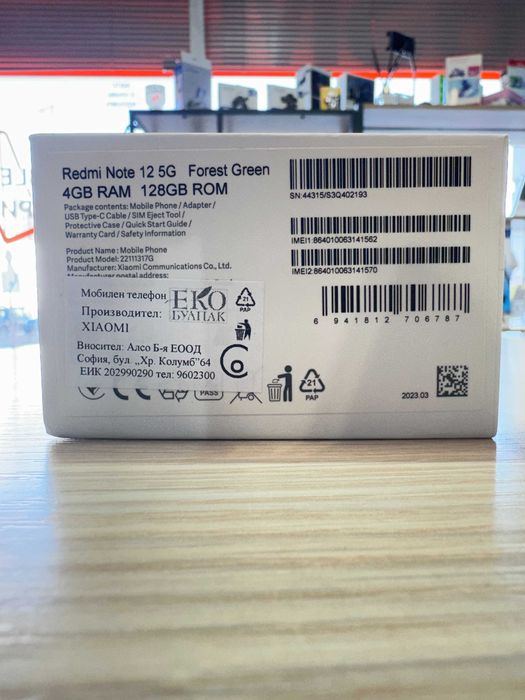 Redmi Note 12 5G Forest Green
4GB RAM 128GB ROM
Package contents: Mobile Phone / Adapter /
USB Type-C Cable / SIM Eject Tool /
Protective Case / Quick Start Guide /
Warranty Card / Safety Information
Product Name: Mobile Phone
Product Model: 22111317G
Manufacturer: Xiaomi Communications Co., Ltd.
Manufacturer postal address:
Мобилен телефон
Производител:
XIAOMI
ЕКО
БУЛПАК
21
PAP
Вносител: Алсо Б-я ЕООД
София, бул „Хр. Колумб"64
ЕИК 202990290 тел: 9602300
PASS
21
PAP
SN:44315/S3Q402193
IMEI1:864010063141562
IMEI2:864010063141570
6 941812 706787
2023.03